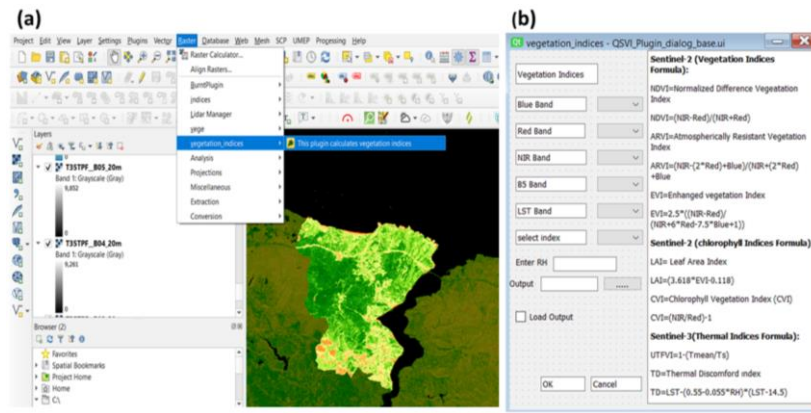 (a)
Project Edit View Layer Settings Plugins Vector Raster Database Web Mesh SCP UMEP Processing Help
Raster Calculator...
Align Rasters...
BurntPlugin
indices
Lidar Manager
vege
vegetation_indices
This plugin calculates vegetation indices
Analysis
Projections
Miscellaneous
Extraction
Conversion
Layers
0
T35TPF_B05_20m
Band 1: Grayscale (Gray)
9,852
0
T35TPF_B04_20m
Band 1: Grayscale (Gray)
9,261
Browser (2)
Favorites
Spatial Bookmarks
Project Home
Home
C:\
(b)
vegetation_indices - QSVI_Plugin_dialog_base.ui
Vegetation Indices
Blue Band
Red Band
NIR Band
B5 Band
LST Band
select index
Enter RH
Output
.....
Load Output
OK
Cancel
Sentinel-2 (Vegetation Indices
Formula):
NDVI=Normalized Difference Vegeatation
Index
NDVI=(NIR-Red)/(NIR+Red)
ARVI=Atmospherically Resistant Vegetation
Index
ARVI=(NIR-(2*Red)+Blue)/(NIR+(2*Red)
+Blue
EVI=Enhanged vegetation Index
EVI=2.5*((NIR-Red)/
(NIR+6*Red-7.5*Blue+1))
Sentinel-2 (chlorophyll Indices Formula)
LAI= Leaf Area Index
LAI=(3.618*EVI-0.118)
CVI=Chlorophyll Vegetation Index (CVI)
CVI=(NIR/Red)-1
Sentinel-3(Thermal Indices Formula):
UTFVI=1-(Tmean/Ts)
TD=Thermal Discomford index
TD=LST-(0.55-0.055*RH)*(LST-14.5)